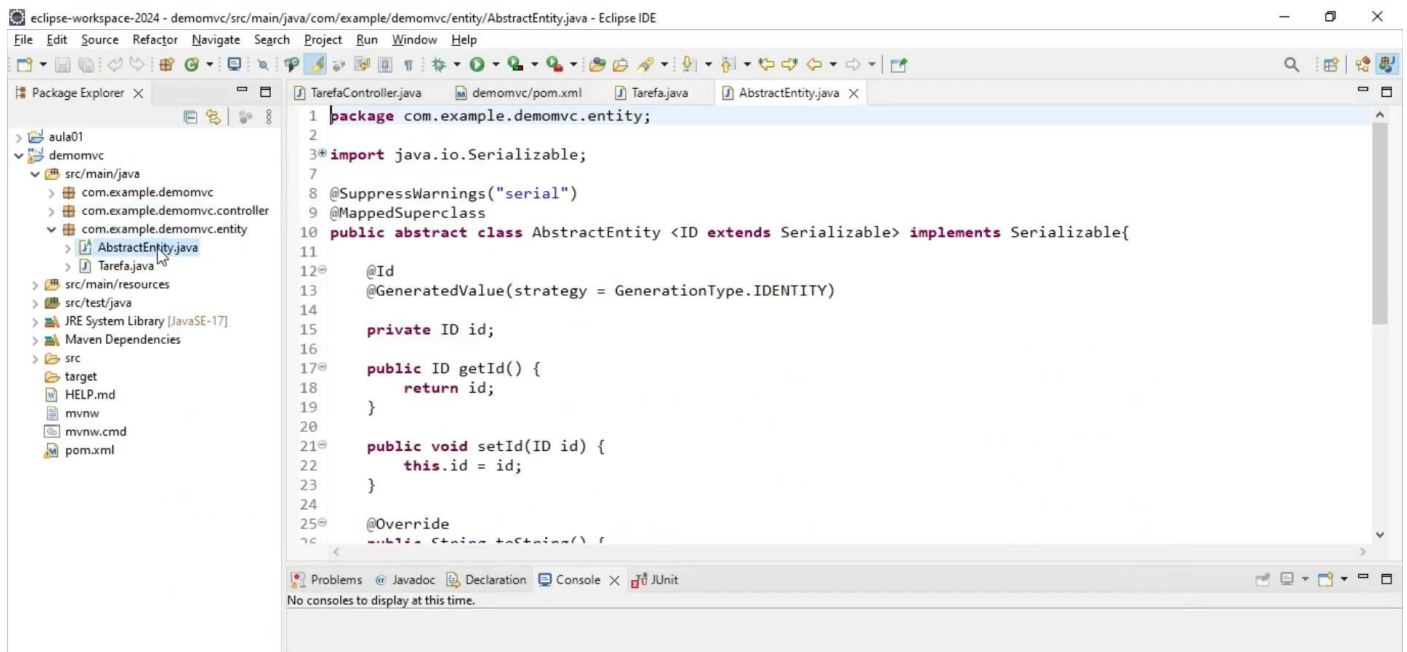 eclipse-workspace-2024 - demomvc/src/main/java/com/example/demomvc/entity/AbstractEntity.java - Eclipse IDE
File Edit Source Refactor Navigate Search Project Run Window Help
Package Explorer
TarefaController.java demomvc/pom.xml Tarefa.java AbstractEntity.java
aula01
demomvc
src/main/java
com.example.demomvc
com.example.demomvc.controller
com.example.demomvc.entity
AbstractEntity.java
Tarefa.java
src/main/resources
src/test/java
JRE System Library [JavaSE-17]
Maven Dependencies
src
target
HELP.md
mvnw
mvnw.cmd
pom.xml
1 package com.example.demomvc.entity;
2
3 import java.io.Serializable;
7
8 @SuppressWarnings("serial")
9 @MappedSuperclass
10 public abstract class AbstractEntity <ID extends Serializable> implements Serializable{
11
12 @Id
13 @GeneratedValue(strategy = GenerationType.IDENTITY)
14
15 private ID id;
16
17 public ID getId() {
18 return id;
19 }
20
21 public void setId(ID id) {
22 this.id = id;
23 }
24
25 @Override
26 public String toString() {
Problems Javadoc Declaration Console JUnit
No consoles to display at this time.